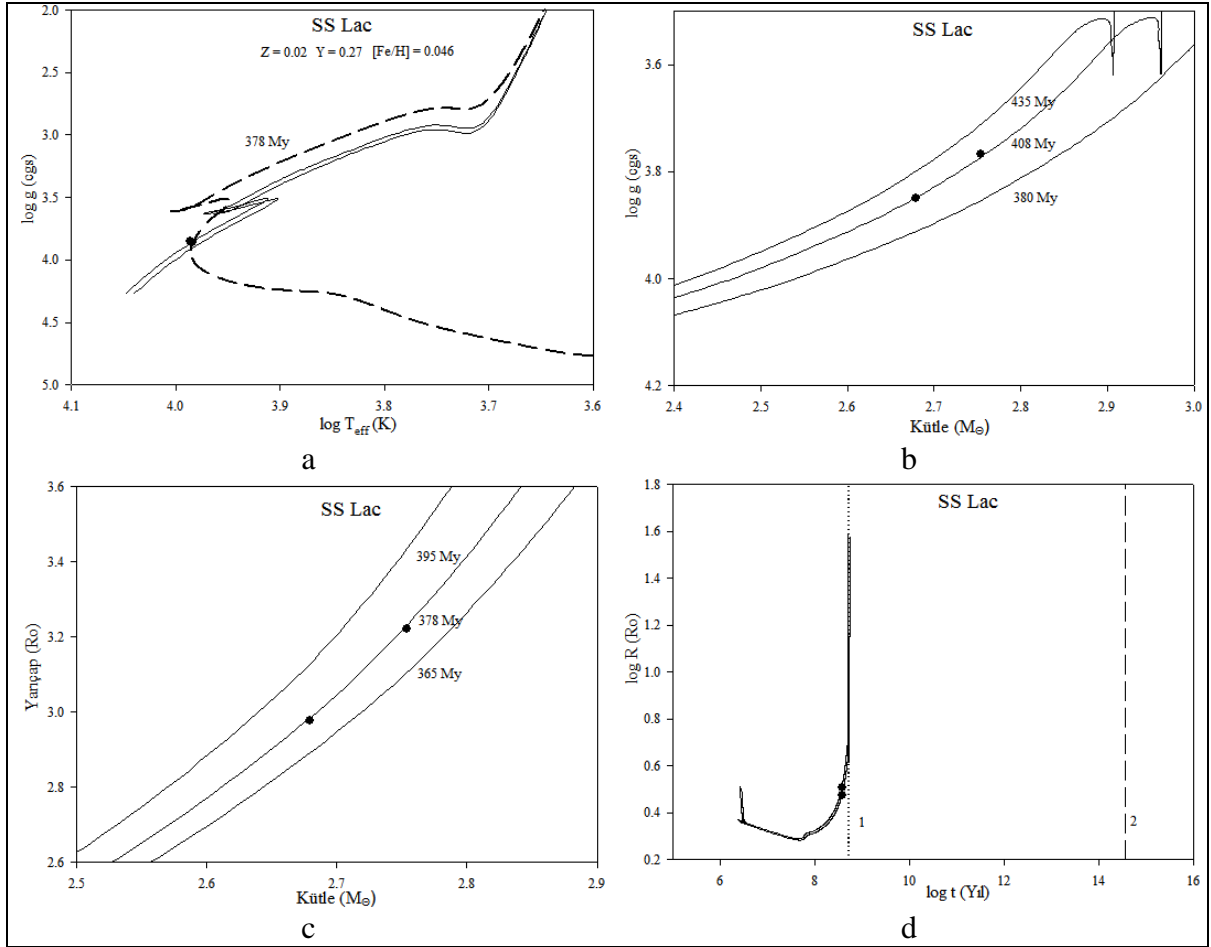 SS Lac
Z = 0.02 Y = 0.27 [Fe/H] = 0.046
378 My
2.0
2.5
3.0
3.5
4.0
4.5
5.0
log g (cgs)
4.1 4.0 3.9 3.8 3.7 3.6
log T_eff (K)
a
SS Lac
435 My
408 My
380 My
3.6
3.8
4.0
4.2
log g (cgs)
2.4 2.5 2.6 2.7 2.8 2.9 3.0
Kütle (M☉)
b
SS Lac
395 My
378 My
365 My
3.6
3.4
3.2
3.0
2.8
2.6
Yarıçap (Ro)
2.5 2.6 2.7 2.8 2.9
Kütle (M☉)
c
SS Lac
1.8
1.6
1.4
1.2
1.0
0.8
0.6
0.4
0.2
log R (Ro)
1
2
6 8 10 12 14 16
log t (Yıl)
d